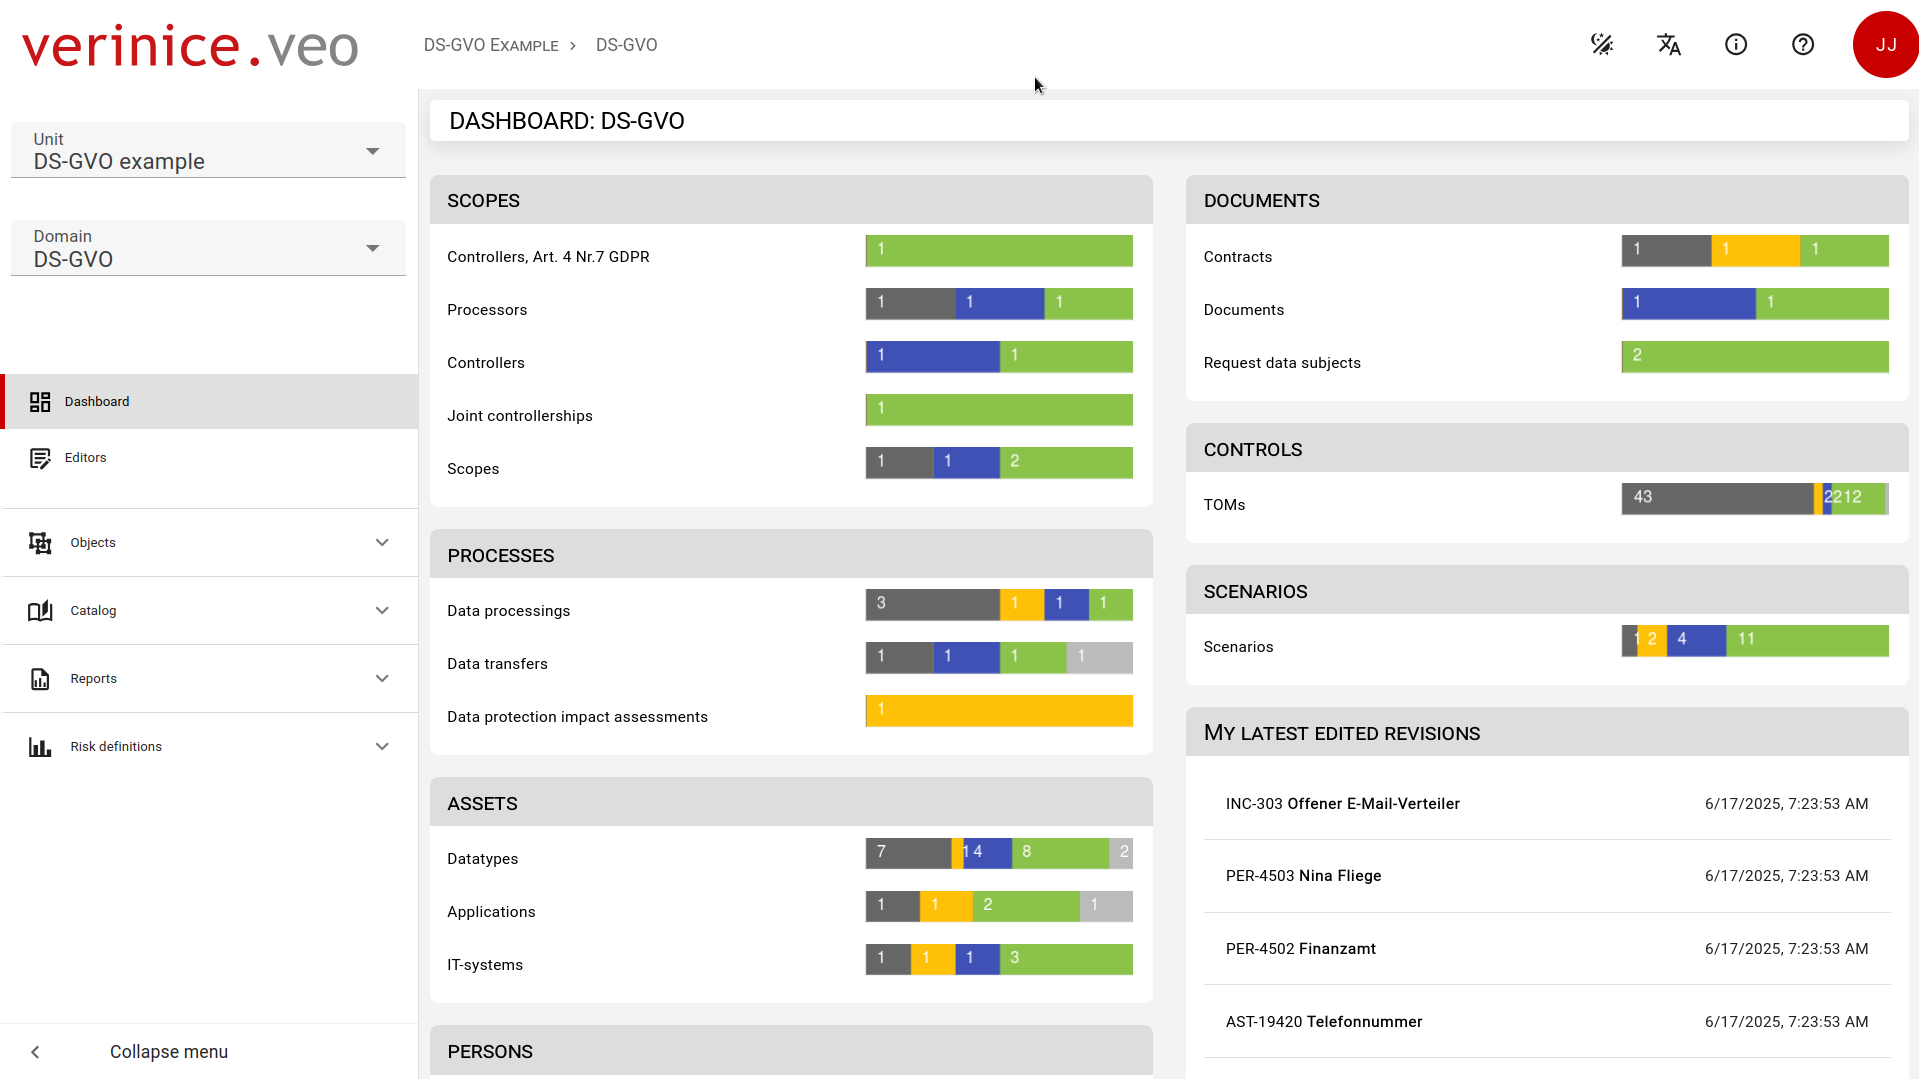 verinice.veo
DS-GVO Example
DS-GVO
JJ
Unit
DS-GVO example
Domain
DS-GVO
Dashboard
Editors
Objects
Catalog
Reports
Risk definitions
Collapse menu
DASHBOARD: DS-GVO
SCOPES
Controllers, Art. 4 Nr.7 GDPR
1
Processors
1 1 1
Controllers
1 1
Joint controllerships
1
Scopes
1 1 2
PROCESSES
Data processings
3 1 1 1
Data transfers
1 1 1 1
Data protection impact assessments
1
ASSETS
Datatypes
7 1 4 8 2
Applications
1 1 2 1
IT-systems
1 1 1 3
PERSONS
DOCUMENTS
Contracts
1 1 1
Documents
1 1
Request data subjects
2
CONTROLS
TOMs
43 2 2 12
SCENARIOS
Scenarios
1 2 4 11
My latest edited revisions
INC-303 Offener E-Mail-Verteiler 6/17/2025, 7:23:53 AM
PER-4503 Nina Fliege 6/17/2025, 7:23:53 AM
PER-4502 Finanzamt 6/17/2025, 7:23:53 AM
AST-19420 Telefonnummer 6/17/2025, 7:23:53 AM